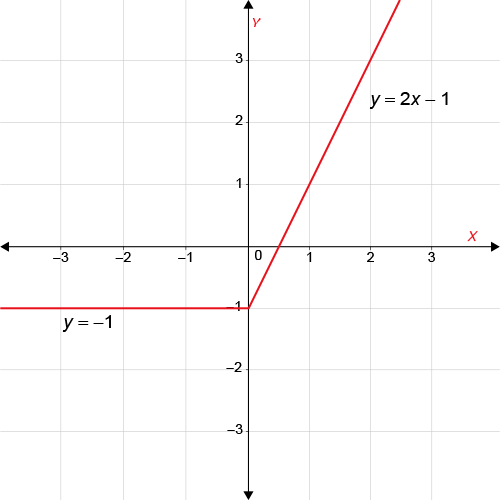 Y
3
y = 2x – 1
2
1
X
–3 –2 –1 0 1 2 3
–1
y = –1
–2
–3